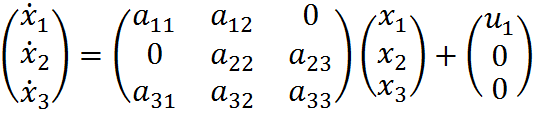 ẋ₁ a₁₁ a₁₂ 0 x₁ u₁
(ẋ₂) = ( 0 a₂₂ a₂₃ ) (x₂) + ( 0 )
ẋ₃ a₃₁ a₃₂ a₃₃ x₃ 0